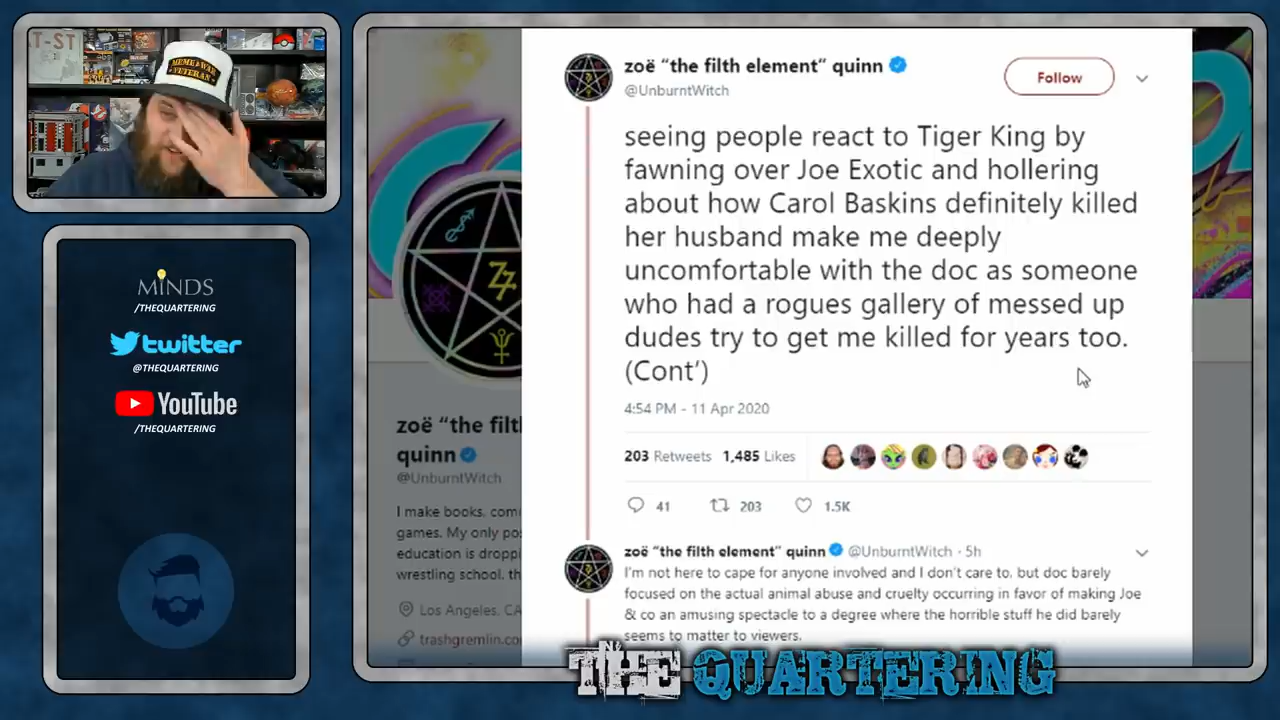 AT-ST
MEME WAR
VETERAN
MINDS
/THEQUARTERING
twitter
@THEQUARTERING
YouTube
/THEQUARTERING
zoë “the filth element” quinn
@UnburntWitch
Follow
seeing people react to Tiger King by
fawning over Joe Exotic and hollering
about how Carol Baskins definitely killed
her husband make me deeply
uncomfortable with the doc as someone
who had a rogues gallery of messed up
dudes try to get me killed for years too.
(Cont’)
4:54 PM - 11 Apr 2020
203 Retweets 1,485 Likes
41 203 1.5K
zoë “the filth element” quinn @UnburntWitch · 5h
I’m not here to cape for anyone involved and I don’t care to, but doc barely
focused on the actual animal abuse and cruelty occurring in favor of making Joe
& co an amusing spectacle to a degree where the horrible stuff he did barely
seems to matter to viewers.
zoë “the filt
quinn
@UnburntWitch
I make books, com
games. My only po
education is droppi
wrestling school. th
Los Angeles, CA
trashgremlin.co
THE QUARTERING